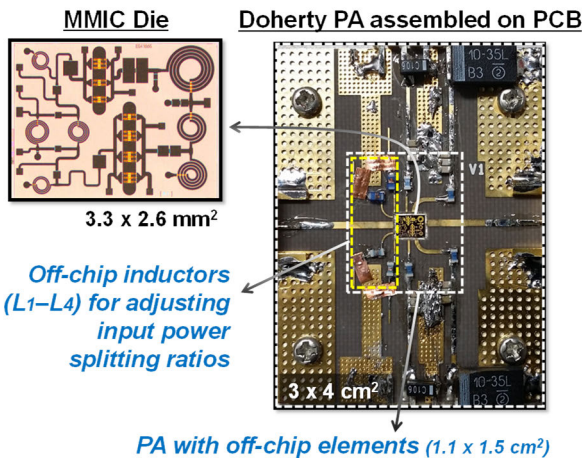 MMIC Die
Doherty PA assembled on PCB
10-35L
B3 2
V1
3.3 x 2.6 mm2
Off-chip inductors
(L1–L4) for adjusting
input power
splitting ratios
10-35L
B3 2
3 x 4 cm2
PA with off-chip elements (1.1 x 1.5 cm2)